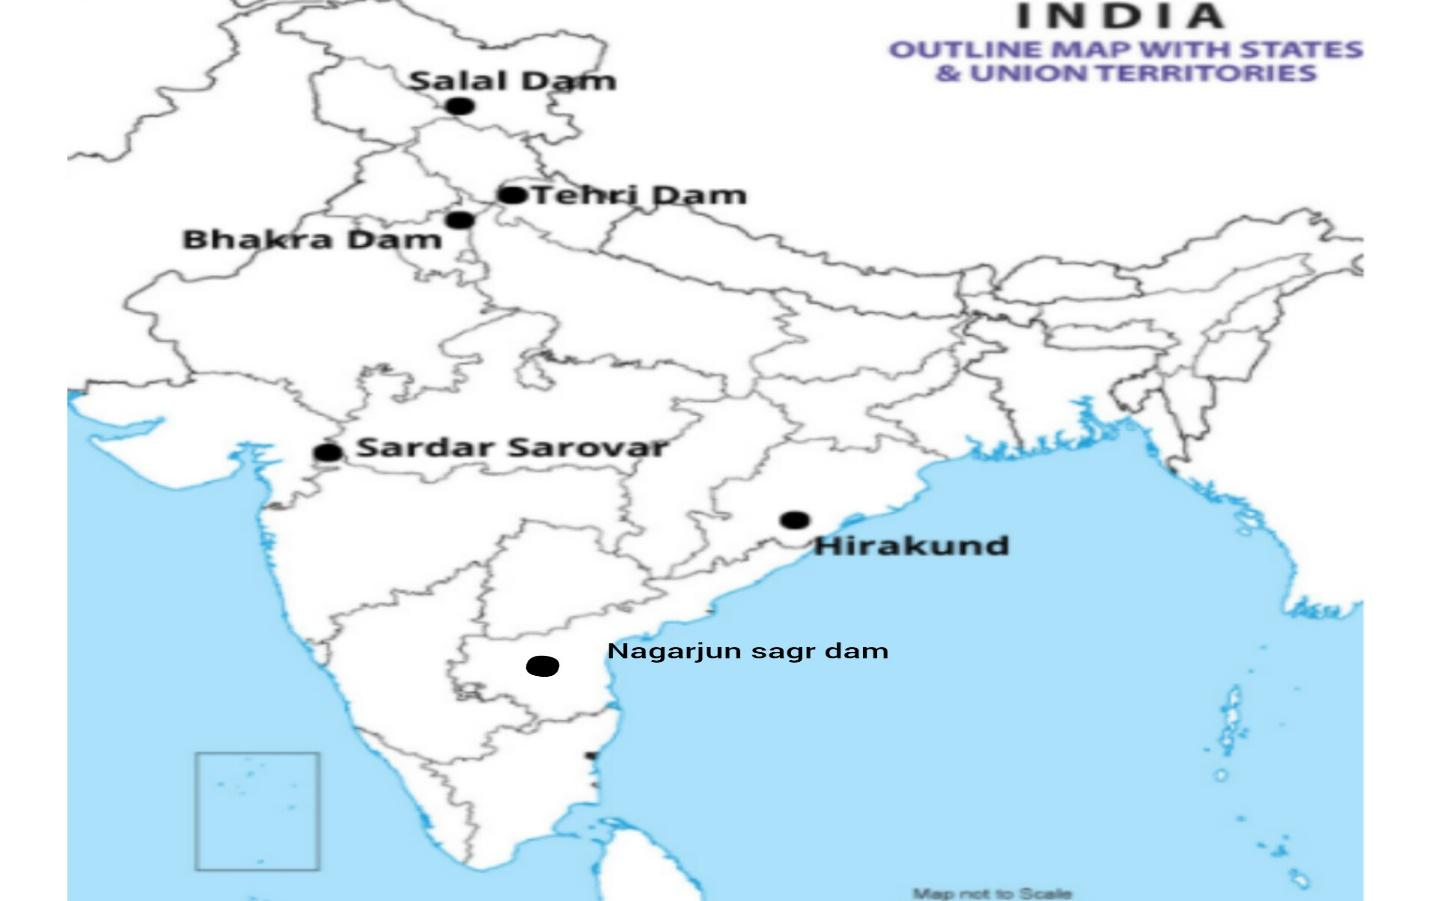 INDIA
OUTLINE MAP WITH STATES
& UNION TERRITORIES
Salal Dam
Tehri Dam
Bhakra Dam
Sardar Sarovar
Hirakund
Nagarjun sagr dam
Map not to Scale